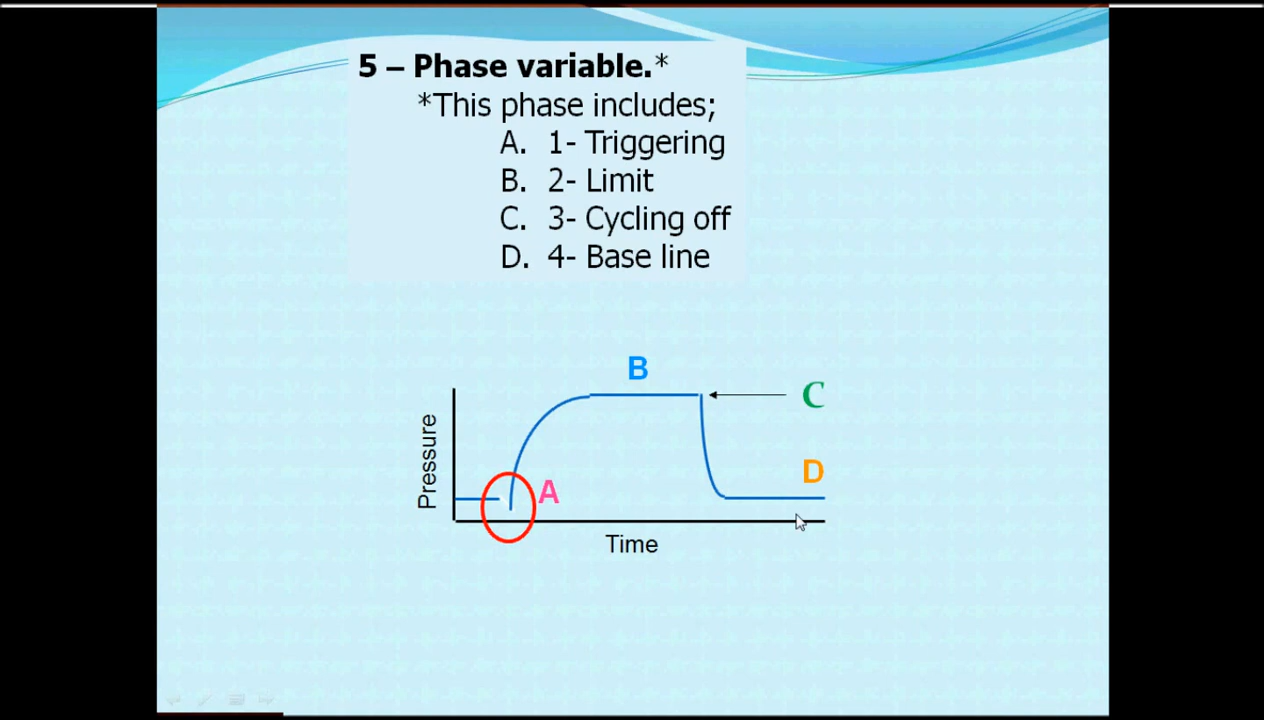 5 – Phase variable.*
*This phase includes;
A. 1- Triggering
B. 2- Limit
C. 3- Cycling off
D. 4- Base line
B
C
Pressure
D
A
Time